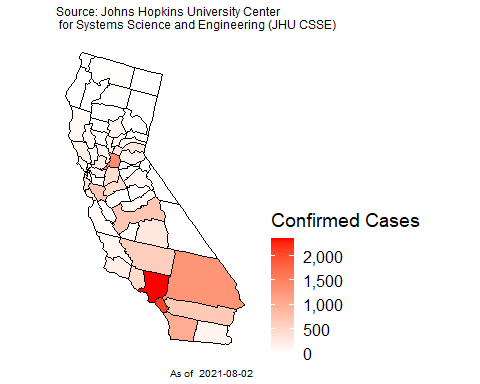 Source: Johns Hopkins University Center
for Systems Science and Engineering (JHU CSSE)
Confirmed Cases
2,000
1,500
1,000
500
0
As of 2021-08-02